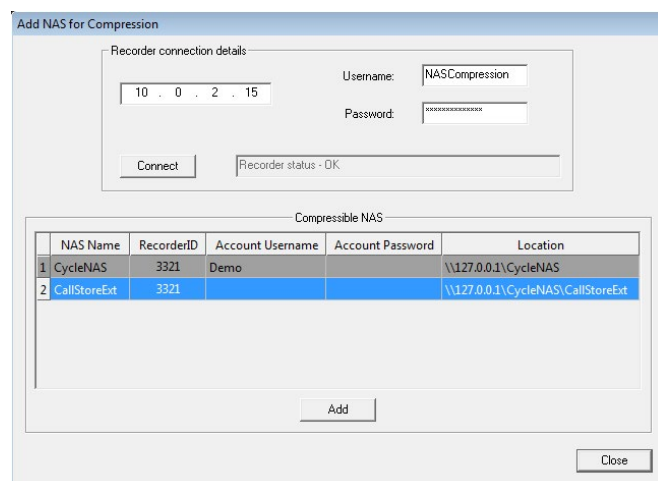 Add NAS for Compression
Recorder connection details
10 . 0 . 2 . 15
Username: NASCompression
Password: **************
Connect Recorder status - OK
Compressible NAS
NAS Name RecorderID Account Username Account Password Location
1 CycleNAS 3321 Demo \\127.0.0.1\CycleNAS
2 CallStoreExt 3321 \\127.0.0.1\CycleNAS\CallStoreExt
Add
Close